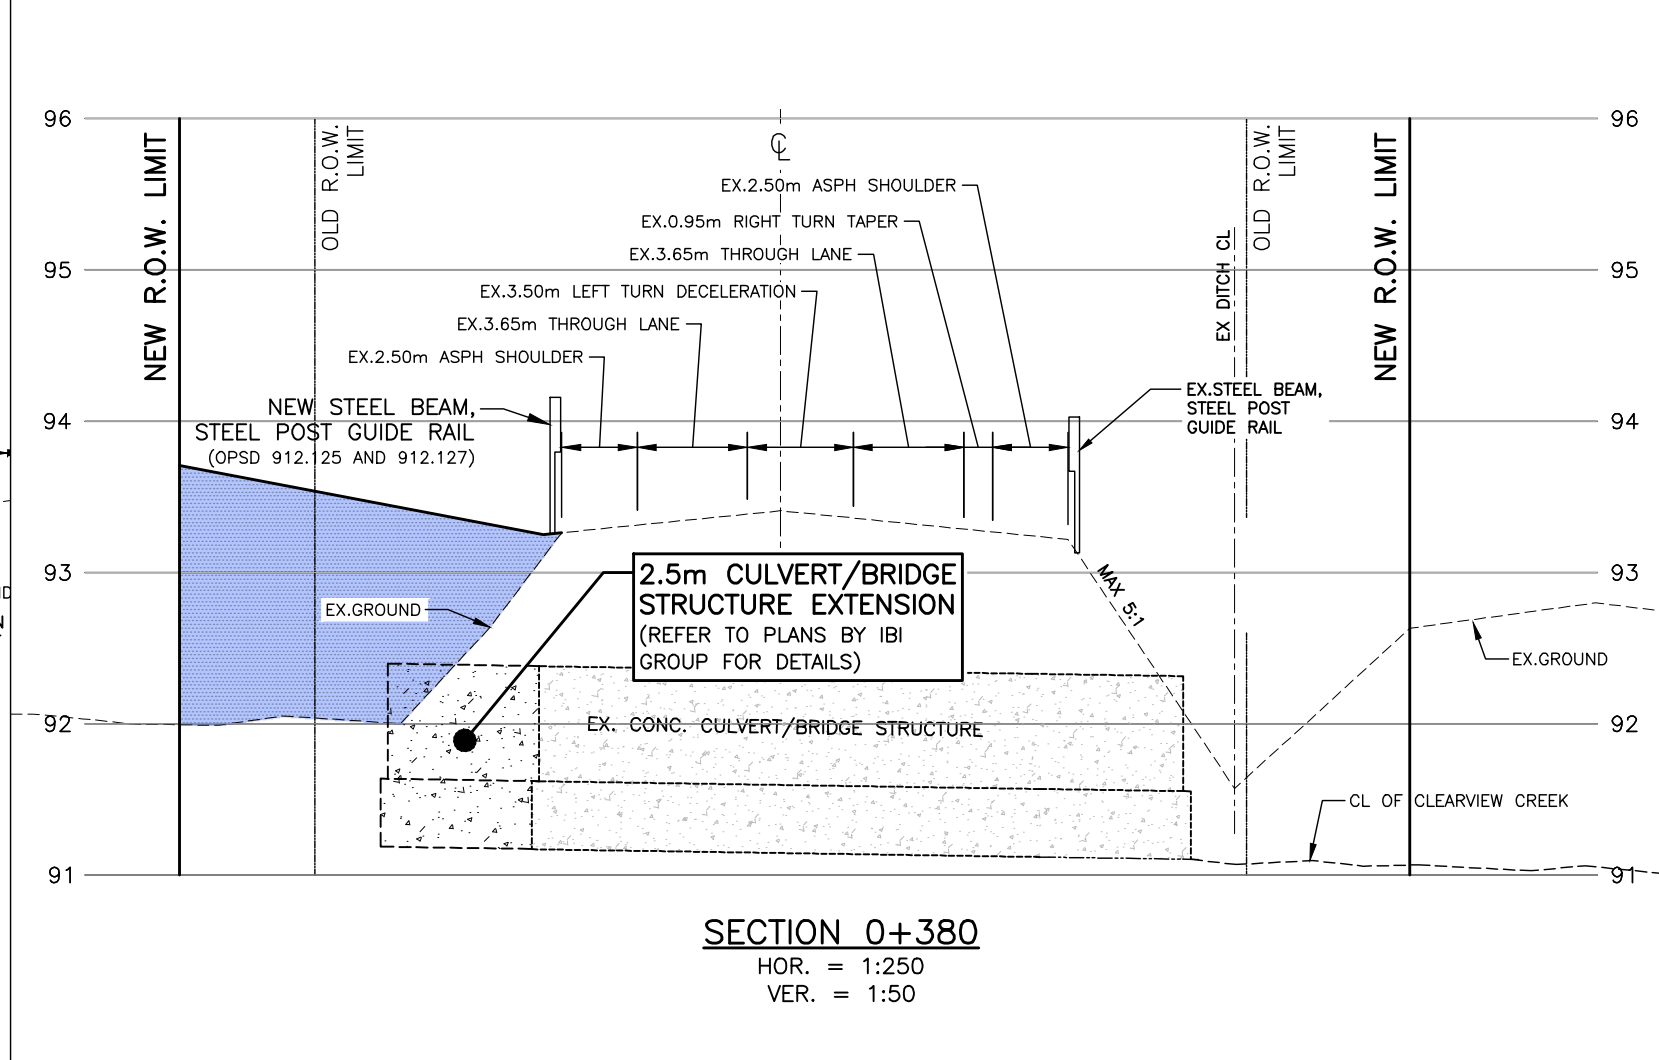 96
96
NEW R.O.W. LIMIT
OLD R.O.W.
LIMIT
℄
OLD R.O.W.
LIMIT
NEW R.O.W. LIMIT
EX.2.50m ASPH SHOULDER
EX.0.95m RIGHT TURN TAPER
EX.3.65m THROUGH LANE
EX DITCH CL
95
95
EX.3.50m LEFT TURN DECELERATION
EX.3.65m THROUGH LANE
EX.2.50m ASPH SHOULDER
NEW STEEL BEAM,
STEEL POST GUIDE RAIL
(OPSD 912.125 AND 912.127)
EX.STEEL BEAM,
STEEL POST
GUIDE RAIL
94
94
93
93
2.5m CULVERT/BRIDGE
STRUCTURE EXTENSION
(REFER TO PLANS BY IBI
GROUP FOR DETAILS)
MAX 5:1
EX.GROUND
EX.GROUND
92
EX. CONC. CULVERT/BRIDGE STRUCTURE
92
CL OF CLEARVIEW CREEK
91
91
SECTION 0+380
HOR. = 1:250
VER. = 1:50